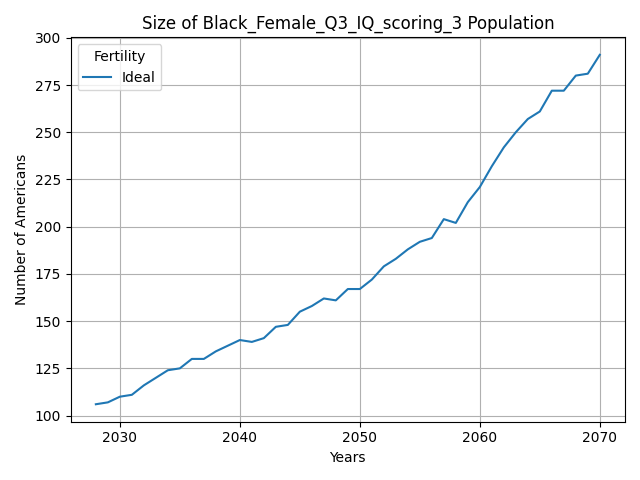 Size of Black_Female_Q3_IQ_scoring_3 Population
Fertility
Ideal
300
275
250
225
200
175
150
125
100
Number of Americans
2030 2040 2050 2060 2070
Years